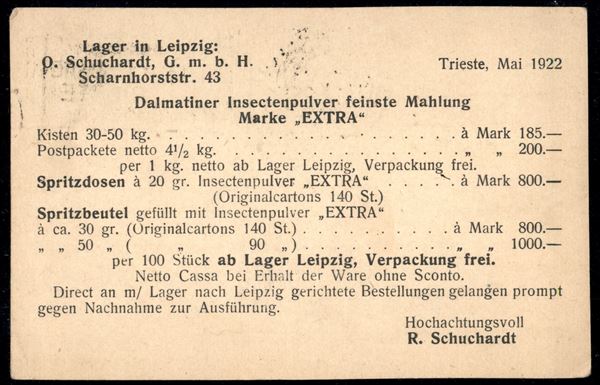 Lager in Leipzig:
O. Schuchardt, G. m. b. H.
Scharnhorststr. 43
Trieste, Mai 1922
Dalmatiner Insectenpulver feinste Mahlung
Marke „EXTRA“
Kisten 30-50 kg. . . . . . . . . . . . . . . . . à Mark 185.—
Postpackete netto 4½ kg. . . . . . . . . . . . . . „ „ 200.—
per 1 kg. netto ab Lager Leipzig, Verpackung frei.
Spritzdosen à 20 gr. Insectenpulver „EXTRA“ . . . . . à Mark 800.—
(Originalcartons 140 St.)
Spritzbeutel gefüllt mit Insectenpulver „EXTRA“
à ca. 30 gr. (Originalcartons 140 St.) . . . . . . . . . à Mark 800.—
„ „ 50 „ ( „ 90 „ ) . . . . . . . . . . „ „ 1000.—
per 100 Stück ab Lager Leipzig, Verpackung frei.
Netto Cassa bei Erhalt der Ware ohne Sconto.
Direct an m/ Lager nach Leipzig gerichtete Bestellungen gelangen prompt
gegen Nachnahme zur Ausführung.
Hochachtungsvoll
R. Schuchardt